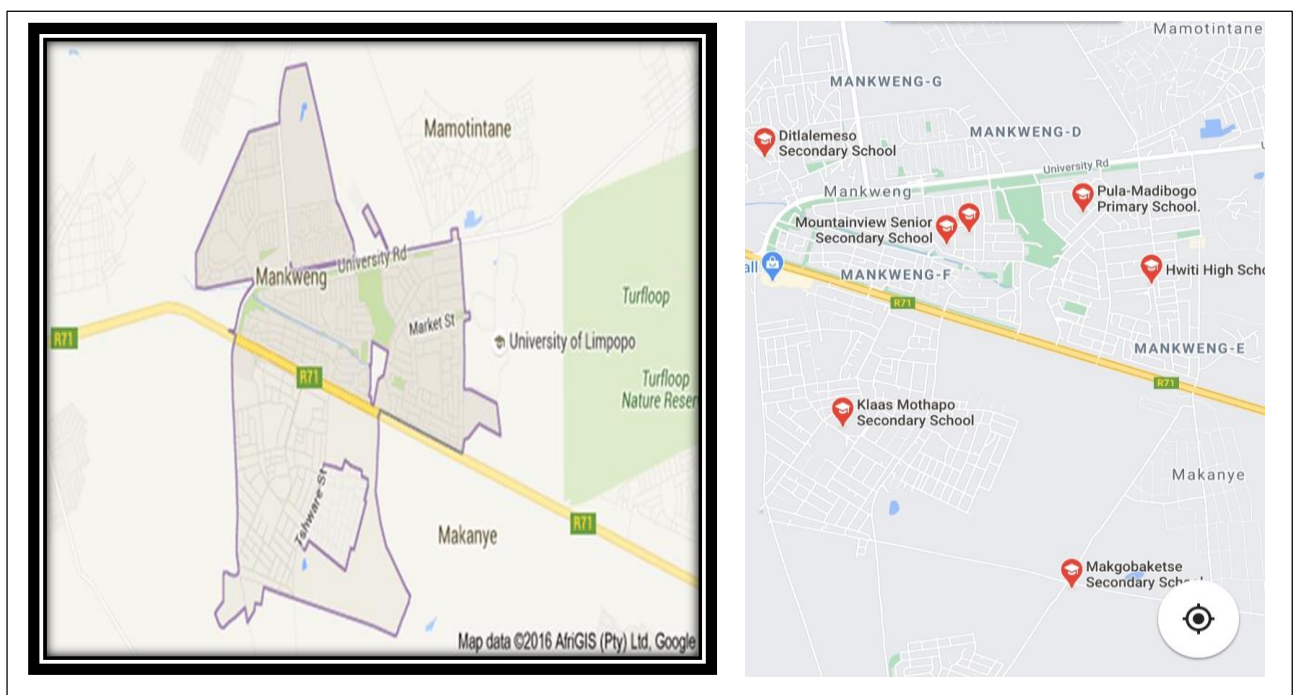 Mamotintane
Mankweng
University Rd
Market St
Turfloop
University of Limpopo
Turfloop
Nature Reser
R71
R71
R71
Tshware St
Makanye
Map data ©2016 AfriGIS (Pty) Ltd, Google
Mamotintane
MANKWENG-G
MANKWENG-D
Ditlalemeso
Secondary School
University Rd
U
Mankweng
Pula-Madibogo
Primary School.
Mountainview Senior
Secondary School
all
MANKWENG-F
Hwiti High Scho
R71
MANKWENG-E
R71
Klaas Mothapo
Secondary School
Makanye
Makgobaketse
Secondary School